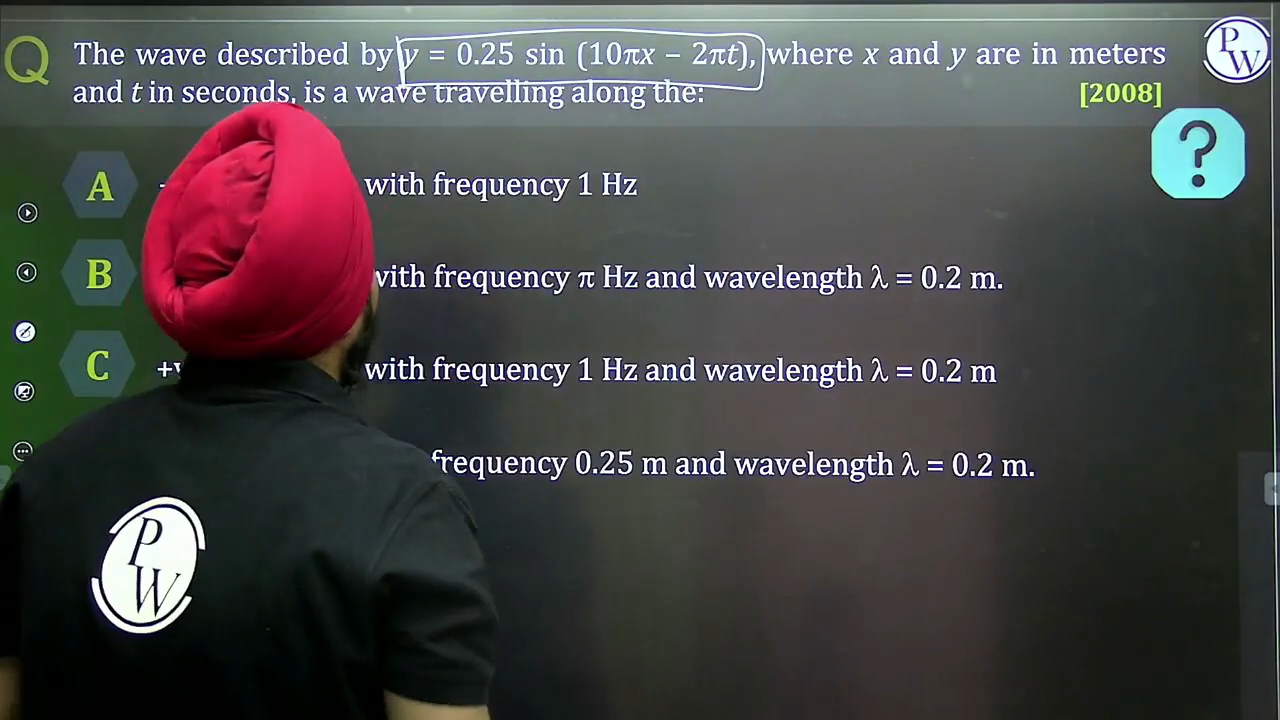 Q The wave described by y = 0.25 sin (10πx – 2πt), where x and y are in meters
and t in seconds, is a wave travelling along the:
[2008]
PW
?
A with frequency 1 Hz
B with frequency π Hz and wavelength λ = 0.2 m.
C with frequency 1 Hz and wavelength λ = 0.2 m
frequency 0.25 m and wavelength λ = 0.2 m.
PW